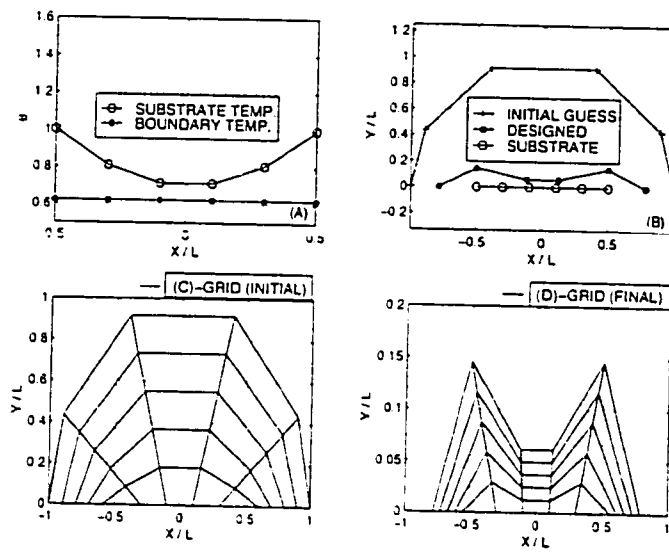 1.6
1.4
1.2
1
0.8
0.6
θ
SUBSTRATE TEMP
BOUNDARY TEMP.
(A)
0.5
0
0.5
X / L
1.2
1
0.8
0.6
0.4
0.2
0
-0.2
Y / L
INITIAL GUESS
DESIGNED
SUBSTRATE
(B)
-0.5
0
0.5
X / L
(C)-GRID (INITIAL)
1
0.8
0.6
0.4
0.2
0
Y / L
-1
-0.5
0
0.5
1
X / L
(D)-GRID (FINAL)
0.2
0.15
0.1
0.05
0
Y / L
-1
-0.5
0
0.5
1
X / L